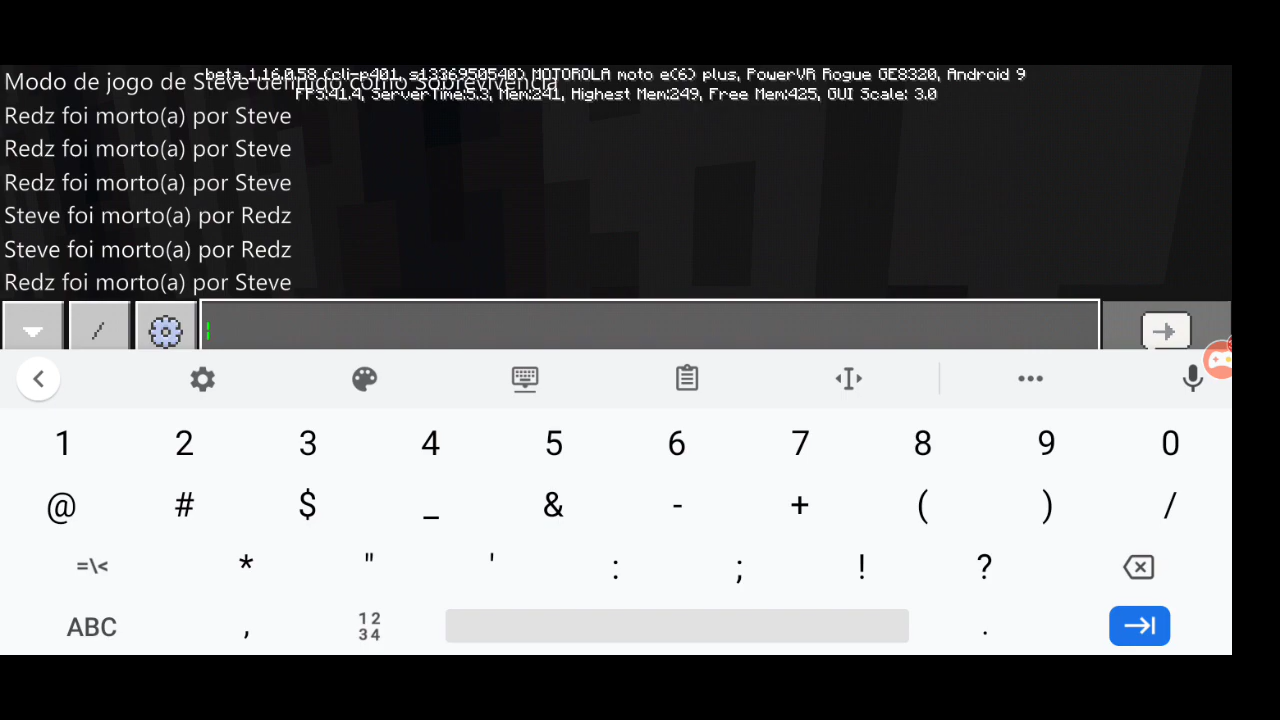 beta 1.16.0.58 (cli-p401, s1336950540) MOTOROLA moto e(6) plus, PowerVR Rogue GE8320, Android 9
Modo de jogo de Steve definido como Sobrevivência
FPS:41.4, ServerTime:5.3, Mem:241, Highest Mem:249, Free Mem:425, GUI Scale: 3.0
Redz foi morto(a) por Steve
Redz foi morto(a) por Steve
Redz foi morto(a) por Steve
Steve foi morto(a) por Redz
Steve foi morto(a) por Redz
Redz foi morto(a) por Steve
/
1 2 3 4 5 6 7 8 9 0
@ # $ _ & - + ( ) /
=\< * " ' : ; ! ?
ABC , 12 34 .